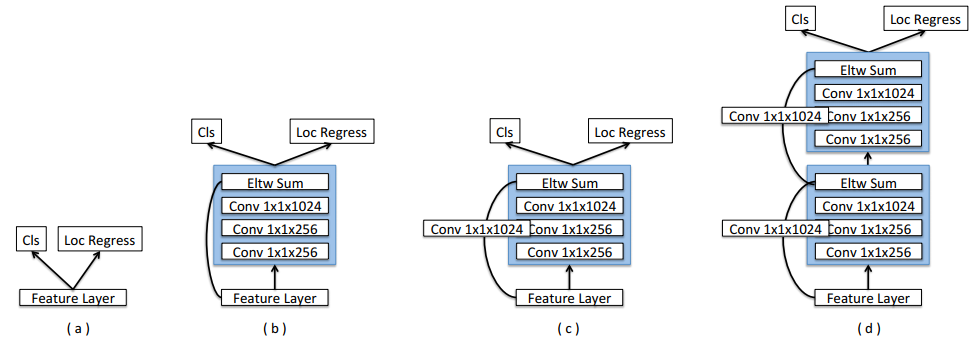 Cls
Loc Regress
Feature Layer
( a )
Cls
Loc Regress
Eltw Sum
Conv 1x1x1024
Conv 1x1x256
Conv 1x1x256
Feature Layer
( b )
Cls
Loc Regress
Eltw Sum
Conv 1x1x1024
Conv 1x1x1024
Conv 1x1x256
Conv 1x1x256
Feature Layer
( c )
Cls
Loc Regress
Eltw Sum
Conv 1x1x1024
Conv 1x1x1024
Conv 1x1x256
Conv 1x1x256
Eltw Sum
Conv 1x1x1024
Conv 1x1x1024
Conv 1x1x256
Conv 1x1x256
Feature Layer
( d )